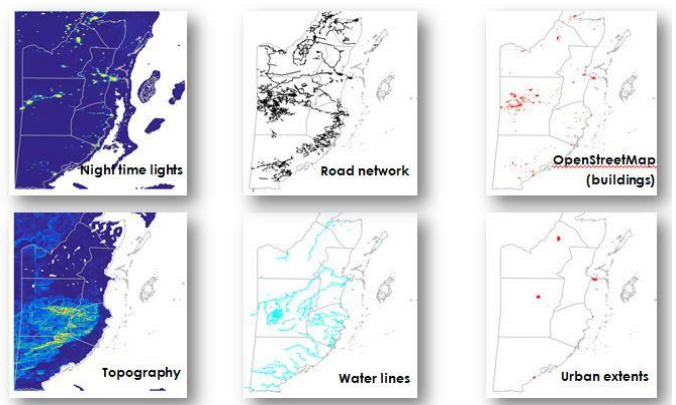 Night time lights
Road network
OpenStreetMap
(buildings)
Topography
Water lines
Urban extents